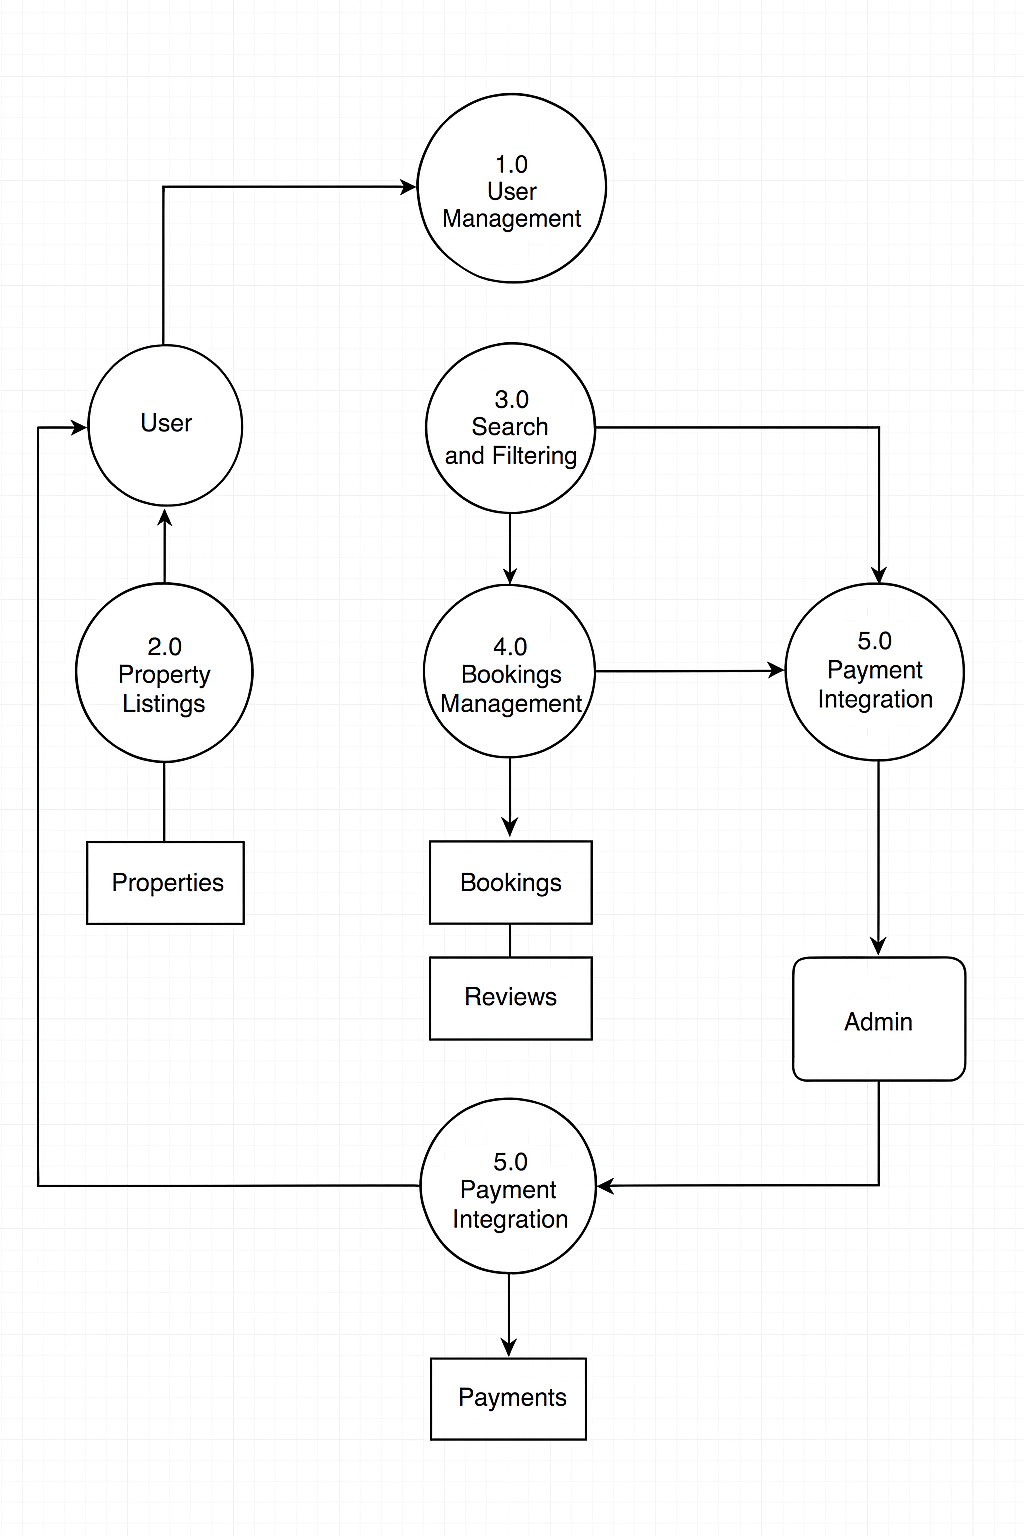 1.0
User
Management
User
3.0
Search
and Filtering
2.0
Property
Listings
4.0
Bookings
Management
5.0
Payment
Integration
Properties
Bookings
Reviews
Admin
5.0
Payment
Integration
Payments